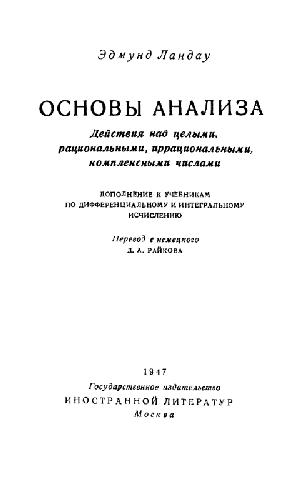 Эдмунд Ландау
ОСНОВЫ АНАЛИЗА
Действия над целыми,
рациональными, иррациональными,
комплексными числами
ДОПОЛНЕНИЕ К УЧЕБНИКАМ
ПО ДИФФЕРЕНЦИАЛЬНОМУ И ИНТЕГРАЛЬНОМУ
ИСЧИСЛЕНИЮ
Перевод с немецкого
Д. А. РАЙКОВА
1947
Государственное издательство
ИНОСТРАННОЙ ЛИТЕРАТУР
Москва